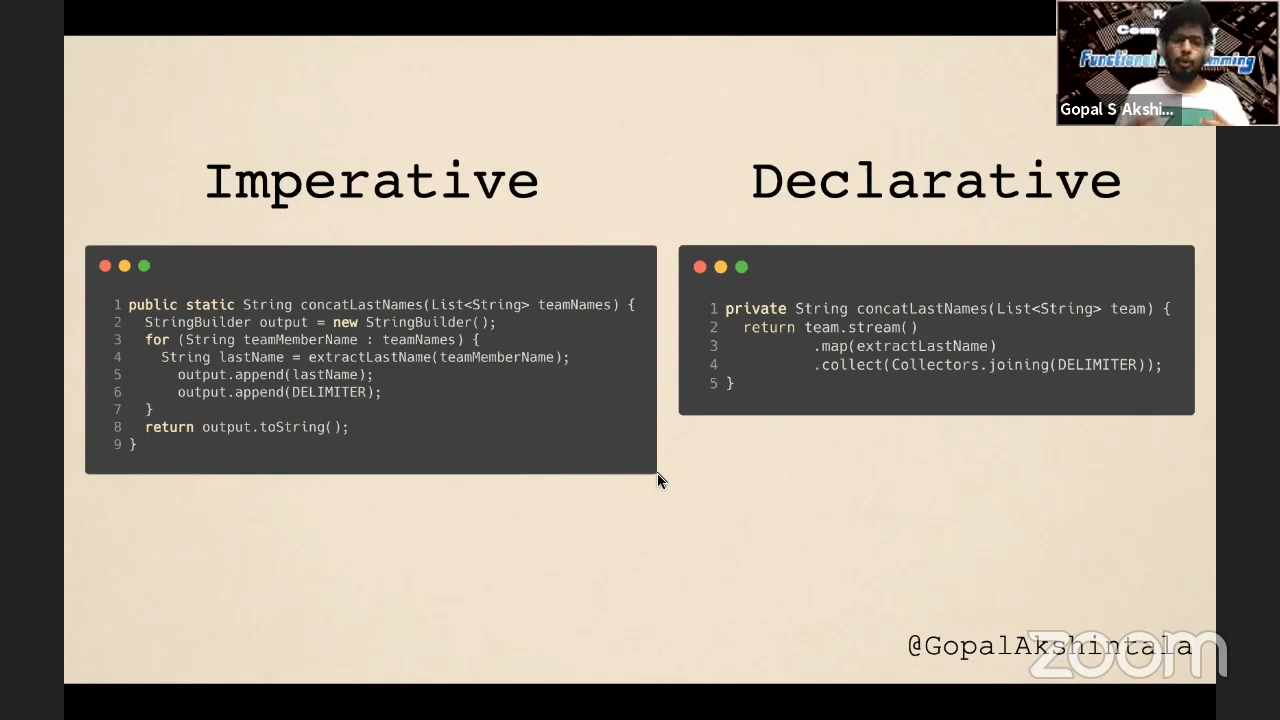 Functional Programming
Gopal S Akshi...
Imperative
Declarative
1 public static String concatLastNames(List<String> teamNames) {
2 StringBuilder output = new StringBuilder();
3 for (String teamMemberName : teamNames) {
4 String lastName = extractLastName(teamMemberName);
5 output.append(lastName);
6 output.append(DELIMITER);
7 }
8 return output.toString();
9 }
1 private String concatLastNames(List<String> team) {
2 return team.stream()
3 .map(extractLastName)
4 .collect(Collectors.joining(DELIMITER));
5 }
@GopalAkshintala
zoom